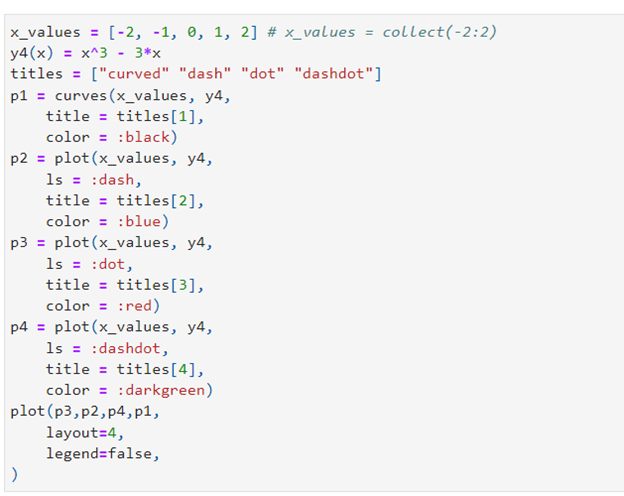 x_values = [-2, -1, 0, 1, 2] # x_values = collect(-2:2)
y4(x) = x^3 - 3*x
titles = ["curved" "dash" "dot" "dashdot"]
p1 = curves(x_values, y4,
    title = titles[1],
    color = :black)
p2 = plot(x_values, y4,
    ls = :dash,
    title = titles[2],
    color = :blue)
p3 = plot(x_values, y4,
    ls = :dot,
    title = titles[3],
    color = :red)
p4 = plot(x_values, y4,
    ls = :dashdot,
    title = titles[4],
    color = :darkgreen)
plot(p3,p2,p4,p1,
    layout=4,
    legend=false,
)